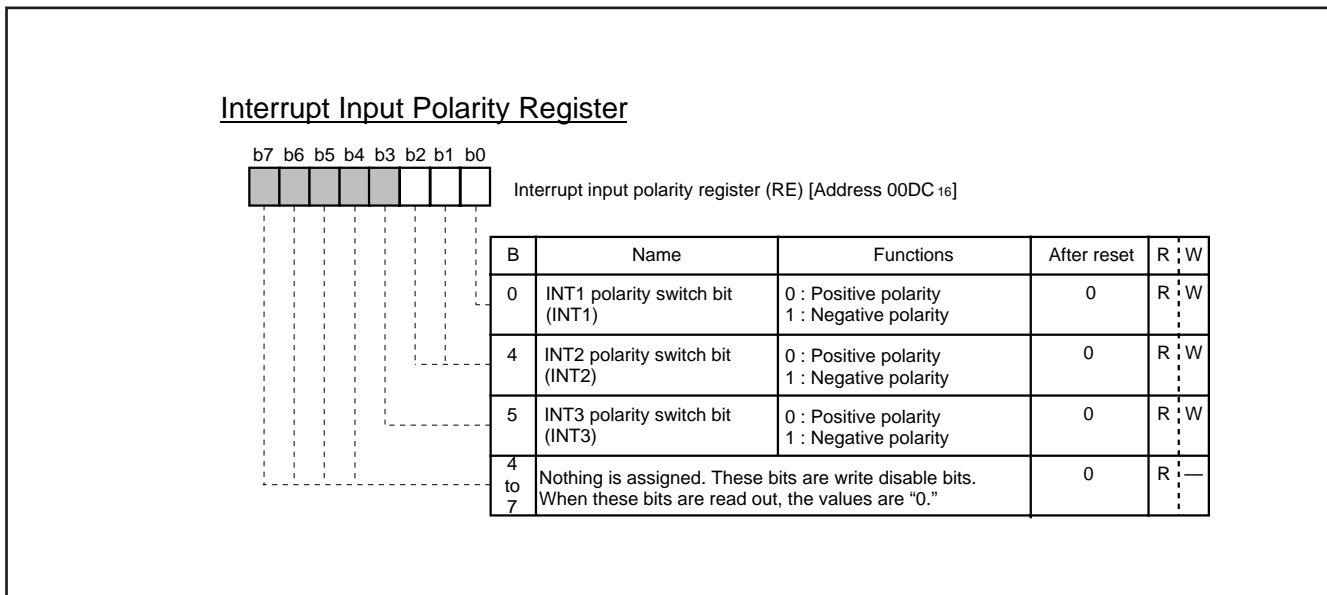 Interrupt Input Polarity Register
b7 b6 b5 b4 b3 b2 b1 b0
Interrupt input polarity register (RE) [Address 00DC 16]
B Name Functions After reset R W
0 INT1 polarity switch bit 0 : Positive polarity 0 R W
(INT1) 1 : Negative polarity
4 INT2 polarity switch bit 0 : Positive polarity 0 R W
(INT2) 1 : Negative polarity
5 INT3 polarity switch bit 0 : Positive polarity 0 R W
(INT3) 1 : Negative polarity
4
to
7
Nothing is assigned. These bits are write disable bits. 0 R —
When these bits are read out, the values are “0.”